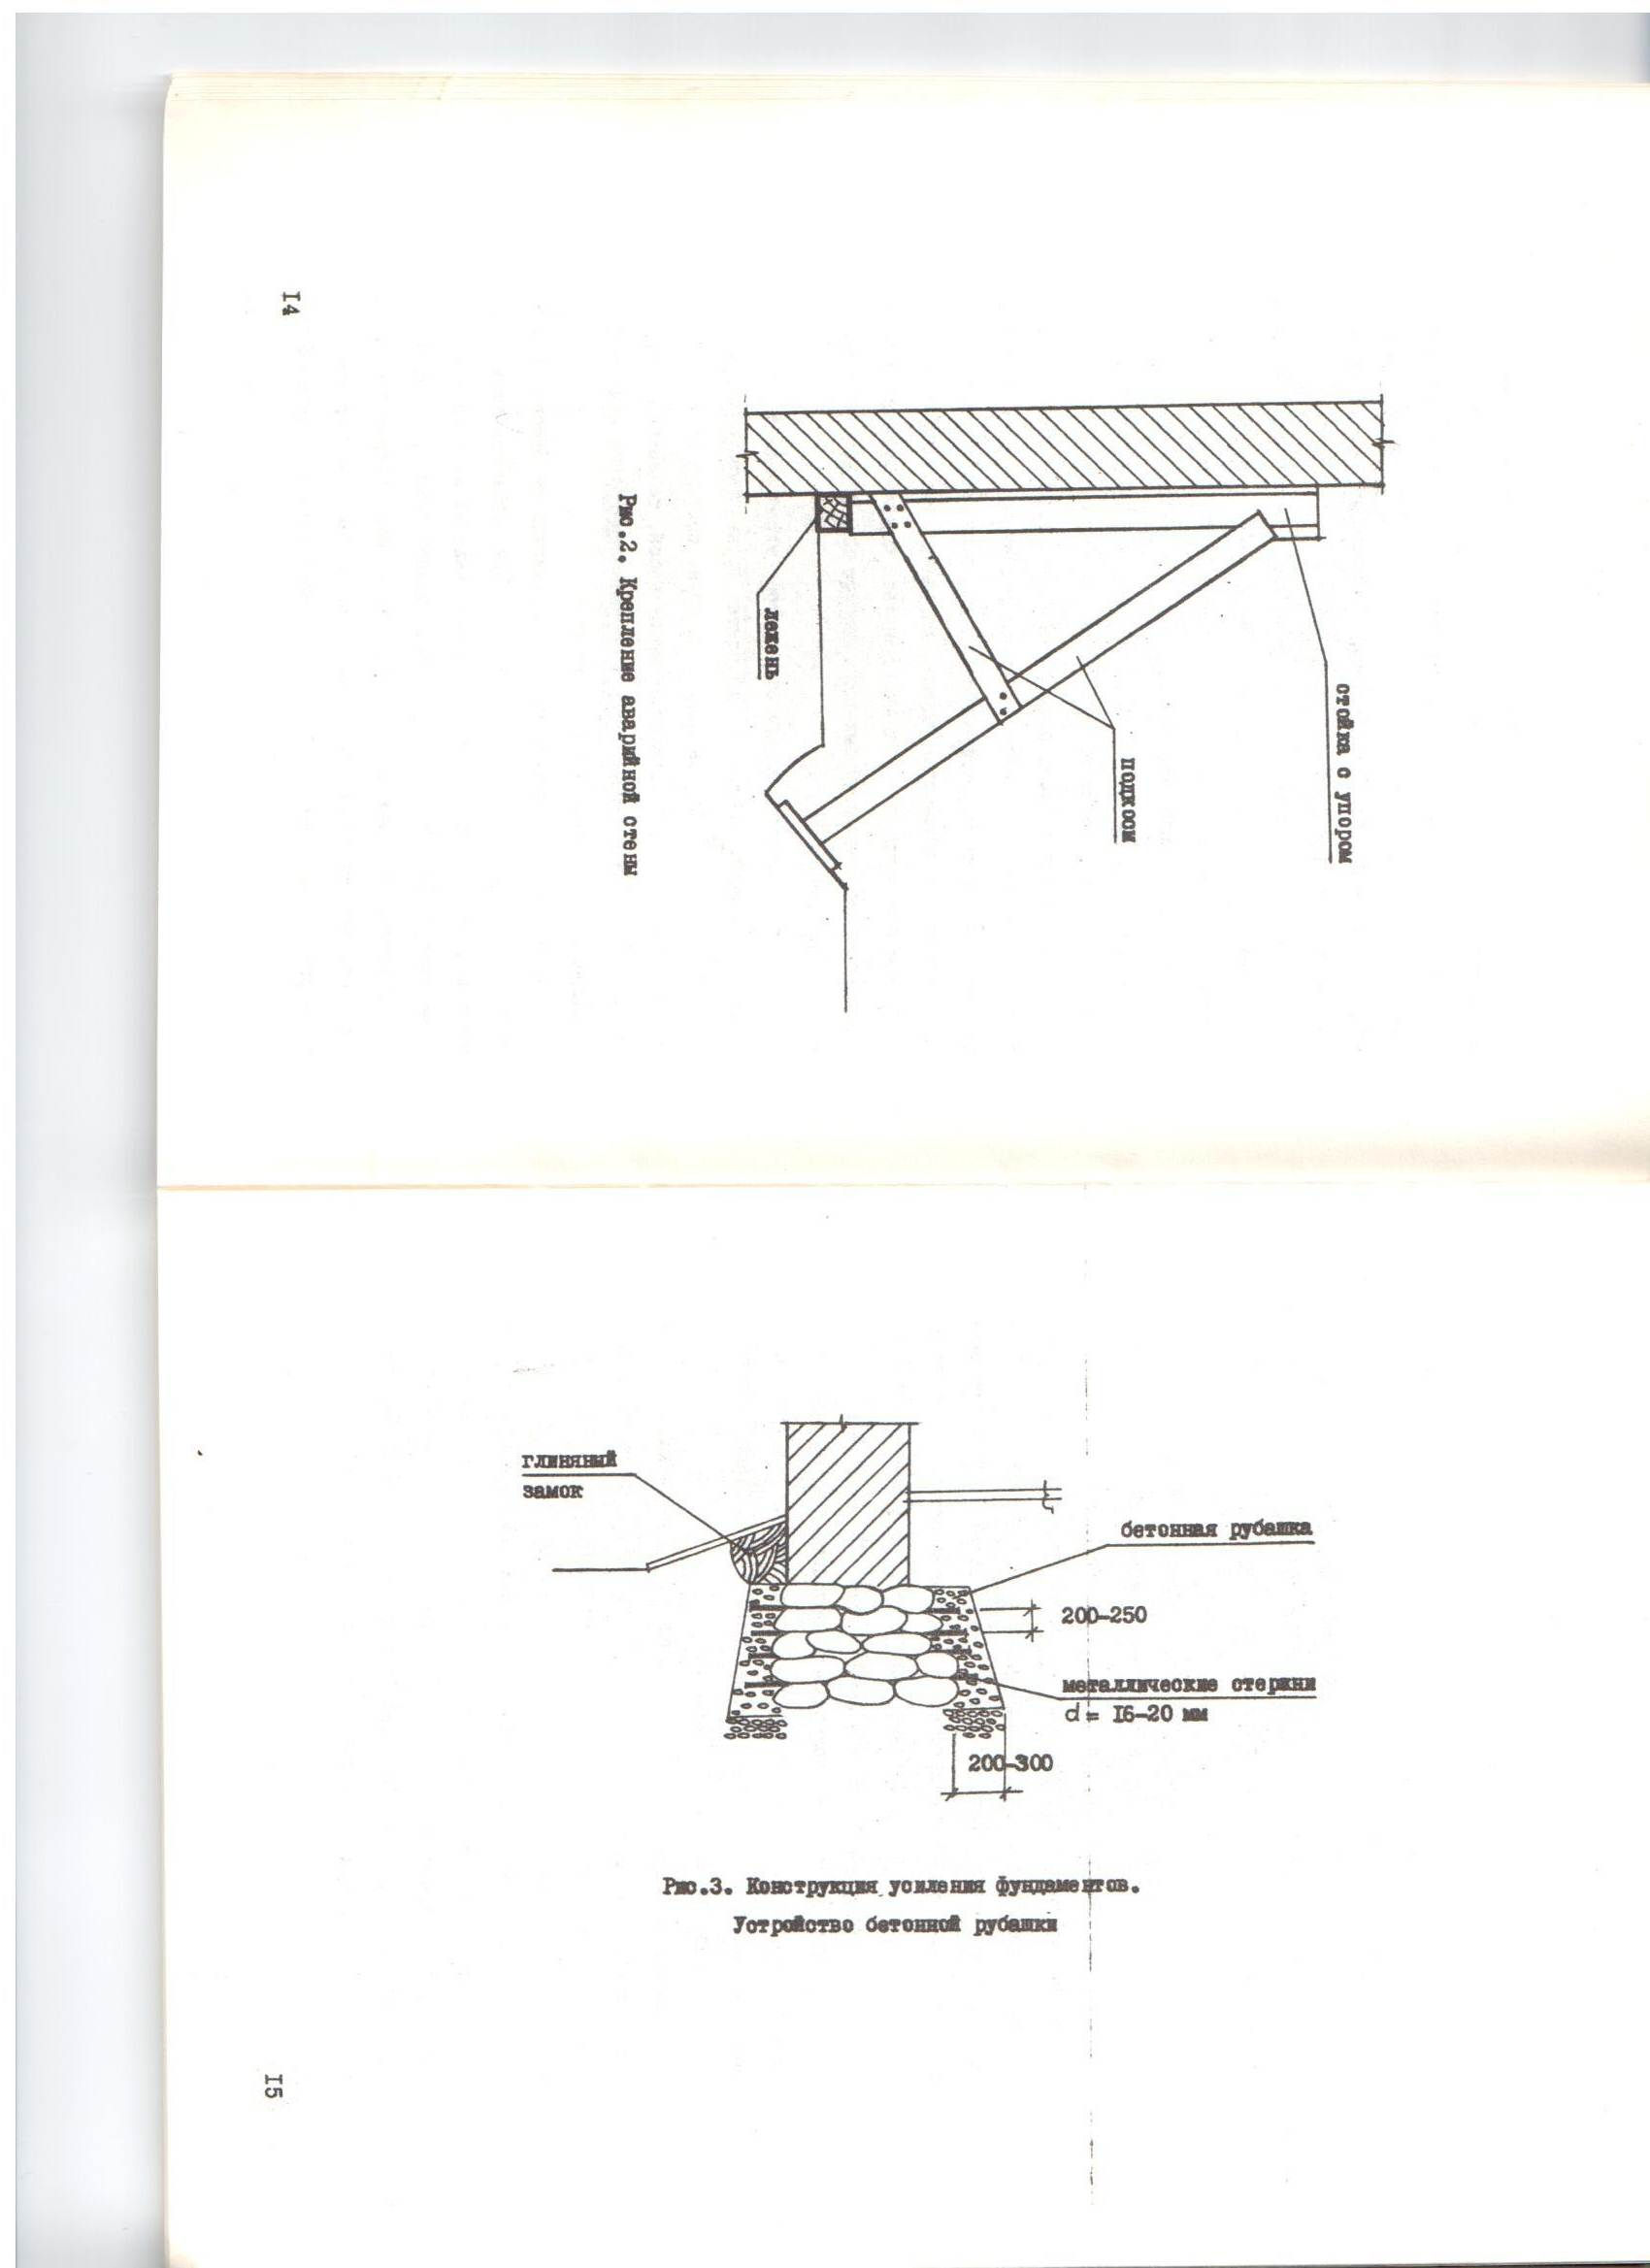 стойка с упором
подкосы
лежень
Рис.2. Крепление аварийной стены
14
глиняный
замок
бетонная рубашка
200-250
металлические стержни
d = 16-20 мм
200-300
Рис.3. Конструкция усиления фундаментов.
Устройство бетонной рубашки
15